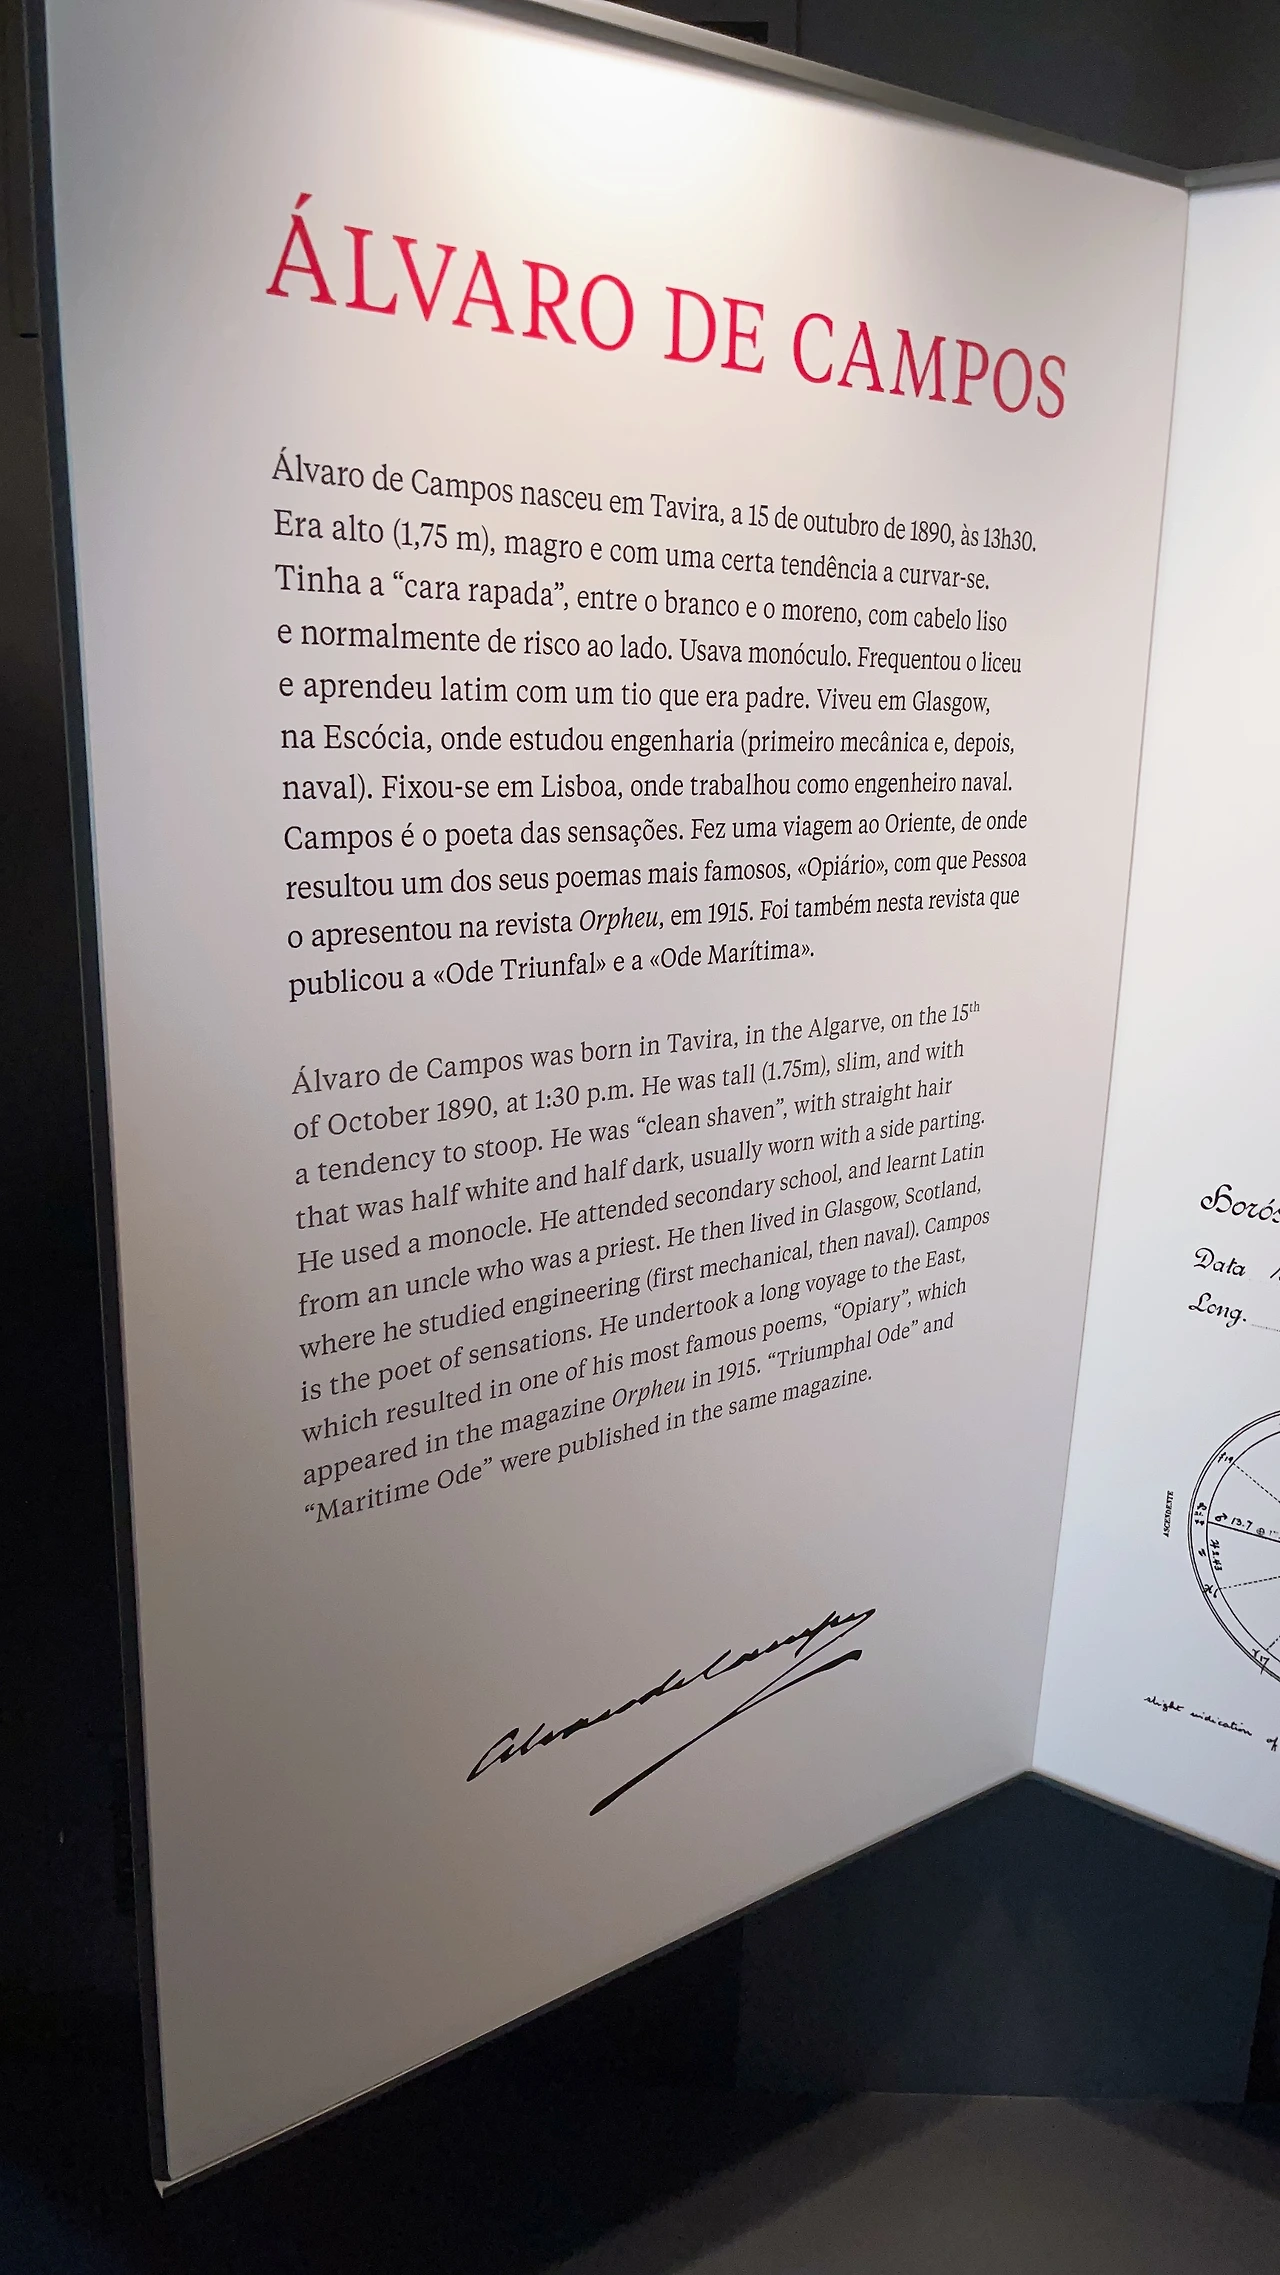 ÁLVARO DE CAMPOS
Álvaro de Campos nasceu em Tavira, a 15 de outubro de 1890, às 13h30.
Era alto (1,75 m), magro e com uma certa tendência a curvar-se.
Tinha a “cara rapada”, entre o branco e o moreno, com cabelo liso
e normalmente de risco ao lado. Usava monóculo. Frequentou o liceu
e aprendeu latim com um tio que era padre. Viveu em Glasgow,
na Escócia, onde estudou engenharia (primeiro mecânica e, depois,
naval). Fixou-se em Lisboa, onde trabalhou como engenheiro naval.
Campos é o poeta das sensações. Fez uma viagem ao Oriente, de onde
resultou um dos seus poemas mais famosos, «Opiário», com que Pessoa
o apresentou na revista Orpheu, em 1915. Foi também nesta revista que
publicou a «Ode Triunfal» e a «Ode Marítima».
Álvaro de Campos was born in Tavira, in the Algarve, on the 15th
of October 1890, at 1:30 p.m. He was tall (1.75m), slim, and with
a tendency to stoop. He was “clean shaven”, with straight hair
that was half white and half dark, usually worn with a side parting.
He used a monocle. He attended secondary school, and learnt Latin
from an uncle who was a priest. He then lived in Glasgow, Scotland,
where he studied engineering (first mechanical, then naval). Campos
is the poet of sensations. He undertook a long voyage to the East,
which resulted in one of his most famous poems, “Opiary”, which
appeared in the magazine Orpheu in 1915. “Triumphal Ode” and
“Maritime Ode” were published in the same magazine.
Alvaro de Campos
Data
Long.
ASCENDENTE
slight indication of